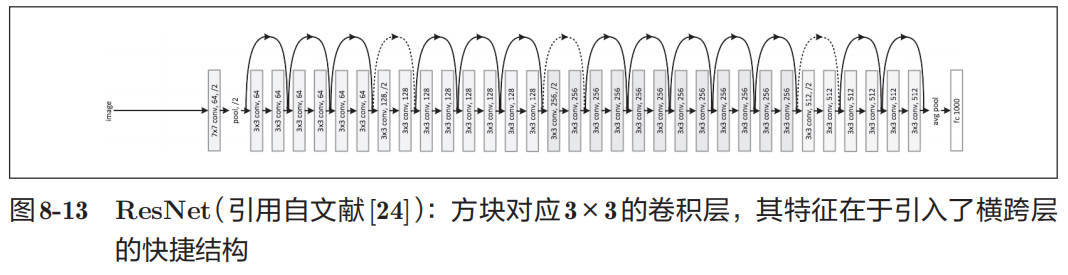 image
7x7 conv, 64, /2
pool, /2
3x3 conv, 64
3x3 conv, 64
3x3 conv, 64
3x3 conv, 64
3x3 conv, 64
3x3 conv, 64
3x3 conv, 128, /2
3x3 conv, 128
3x3 conv, 128
3x3 conv, 128
3x3 conv, 128
3x3 conv, 128
3x3 conv, 128
3x3 conv, 128
3x3 conv, 256, /2
3x3 conv, 256
3x3 conv, 256
3x3 conv, 256
3x3 conv, 256
3x3 conv, 256
3x3 conv, 256
3x3 conv, 256
3x3 conv, 256
3x3 conv, 256
3x3 conv, 256
3x3 conv, 256
3x3 conv, 512, /2
3x3 conv, 512
3x3 conv, 512
3x3 conv, 512
3x3 conv, 512
3x3 conv, 512
avg pool
fc 1000
图8-13 ResNet(引用自文献[24])：方块对应3×3的卷积层，其特征在于引入了横跨层
的快捷结构